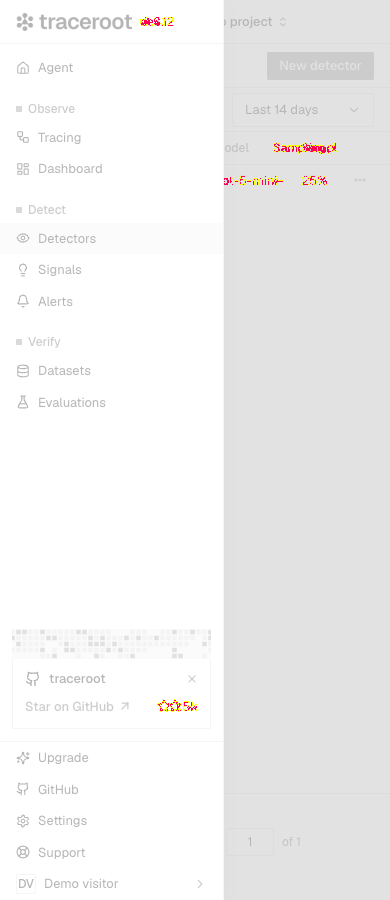 traceroot
project
Agent
New detector
Observe
Last 14 days
Tracing
Dashboard
25%
Detect
Detectors
Signals
Alerts
Verify
Datasets
Evaluations
traceroot
Star on GitHub
Upgrade
GitHub
Settings
1 of 1
Support
DV Demo visitor